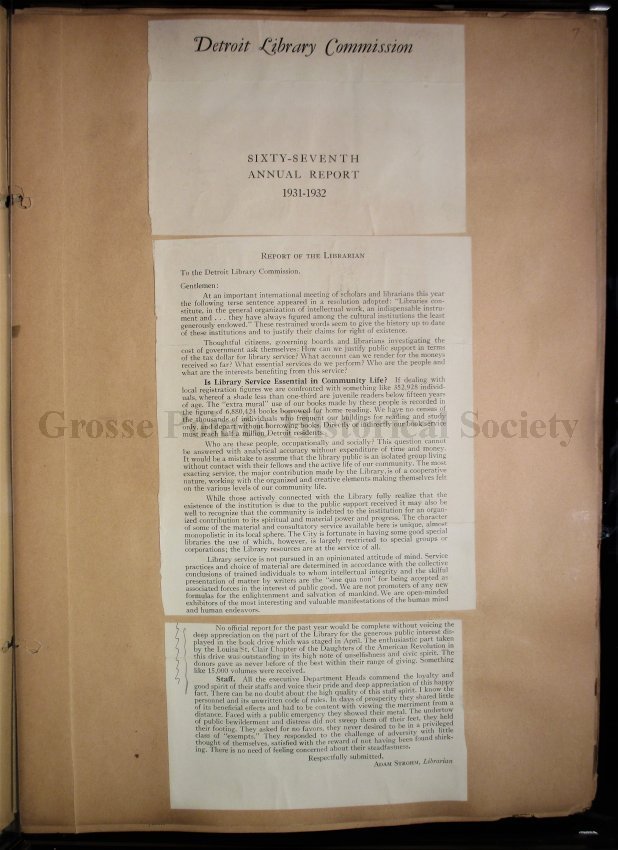 7
Detroit Library Commission
SIXTY-SEVENTH
ANNUAL REPORT
1931-1932
REPORT OF THE LIBRARIAN
To the Detroit Library Commission.
Gentlemen:
At an important international meeting of scholars and librarians this year
the following terse sentence appeared in a resolution adopted: "Libraries con-
stitute, in the general organization of intellectual work, an indispensable instru-
ment and . . . they have always figured among the cultural institutions the least
generously endowed." These restrained words seem to give the history up to date
of these institutions and to justify their claims for right of existence.
Thoughtful citizens, governing boards and librarians investigating the
cost of government ask themselves: How can we justify public support in terms
of the tax dollar for library service? What account can we render for the moneys
received so far? What essential services do we perform? Who are the people and
what are the interests benefiting from this service?
Is Library Service Essential in Community Life? If dealing with
local registration figures we are confronted with something like 352,928 individ-
uals, whereof a shade less than one-third are juvenile readers below fifteen years
of age. The "extra mural" use of our books made by these people is recorded in
the figure of 6,880,424 books borrowed for home reading. We have no census of
the thousands of individuals who frequent our buildings for reading and study
only, not depositing borrowers' cards. Directly or indirectly our book service
must reach half a million Detroit residents.
Grosse Pointe Historical Society
Who are these people, occupationally and socially? This question cannot
be answered with analytical accuracy without expenditure of time and money.
It would be a mistake to assume that the library public is an isolated group living
without contact with their fellows and the active life of our community. The most
exacting service, the major contribution made by the Library, is of a cooperative
nature, working with the organized and creative elements making themselves felt
on the various levels of our community life.
While those actively connected with the Library fully realize that the
existence of the institution is due to the public support received it may also be
well to recognize that the community is indebted to the institution for an organ-
ized contribution to its spiritual and material power and progress. The character
of some of the material and consultatory service available here is unique, almost
monopolistic in its local sphere. The City is fortunate in having some good special
libraries the use of which, however, is largely restricted to special groups or
corporations; the Library resources are at the service of all.
Library service is not pursued in an opinionated attitude of mind. Service
practices and choice of material are determined in accordance with the collective
conclusions of trained individuals to whom intellectual integrity and the skilful
presentation of matter by writers are the "sine qua non" for being accepted as
associated forces in the interest of public good. We are not promoters of any new
formulas for the enlightenment and salvation of mankind. We are open-minded
exhibitors of the most interesting and valuable manifestations of the human mind
and human endeavors.
No official report for the past year would be complete without voicing the
deep appreciation on the part of the Library for the generous public interest dis-
played in the book drive which was staged in April. The enthusiastic part taken
by the Louisa St. Clair Chapter of the Daughters of the American Revolution in
this drive was outstanding in its high note of unselfishness and civic spirit. The
donors gave as never before of the best within their range of giving. Something
like 15,000 volumes were received.
Staff. All the executive Department Heads commend the loyalty and
good spirit of their staffs and voice their pride and deep appreciation of this happy
fact. There can be no doubt about the high quality of this staff spirit. I know the
personnel and its unwritten code of rules. In days of prosperity they shared little
of its beneficial effects and had to be content with viewing the merriment from a
distance. Faced with a public emergency they showed their metal. The undertow
of public bewilderment and distress did not sweep them off their feet, they held
their footing. They asked for no favors, they never desired to be in a privileged
class of "exempts." They responded to the challenge of adversity with little
thought of themselves, satisfied with the reward of not having been found shirk-
ing. There is no need of feeling concerned about their steadfastness.
Respectfully submitted,
ADAM STROHM, Librarian